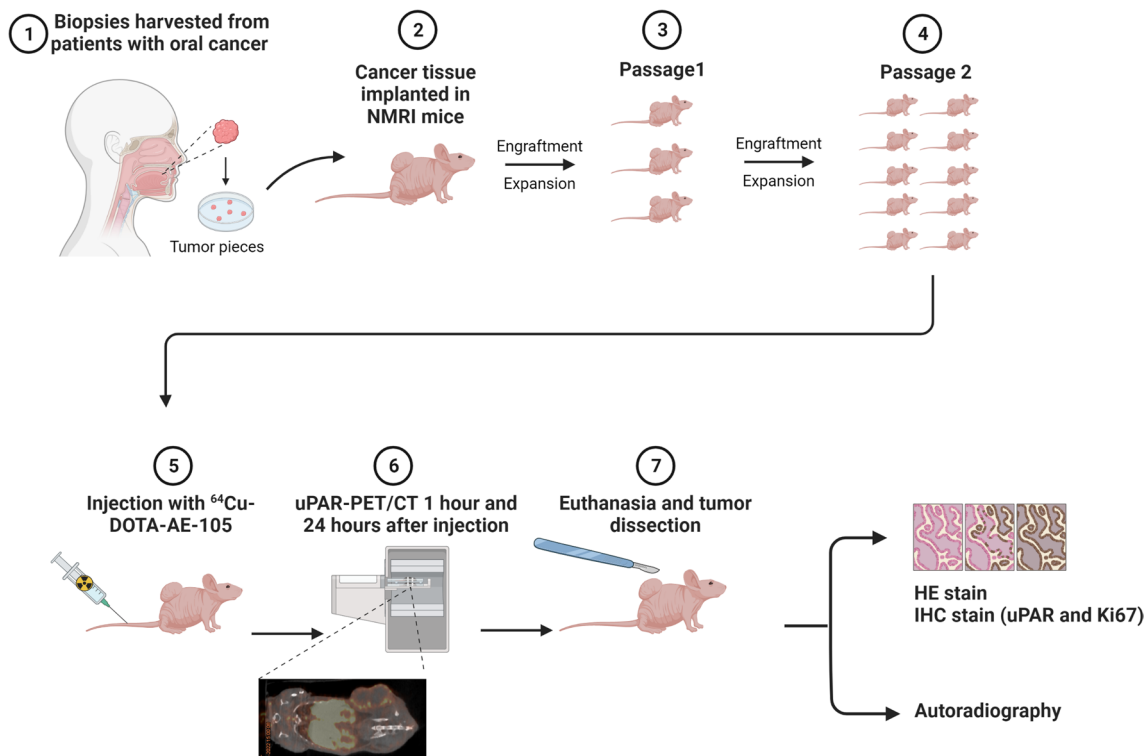 1
Biopsies harvested from
patients with oral cancer
Tumor pieces
2
Cancer tissue
implanted in
NMRI mice
Engraftment
Expansion
3
Passage1
Engraftment
Expansion
4
Passage 2
5
Injection with ⁶⁴Cu-
DOTA-AE-105
6
uPAR-PET/CT 1 hour and
24 hours after injection
7
Euthanasia and tumor
dissection
HE stain
IHC stain (uPAR and Ki67)
Autoradiography